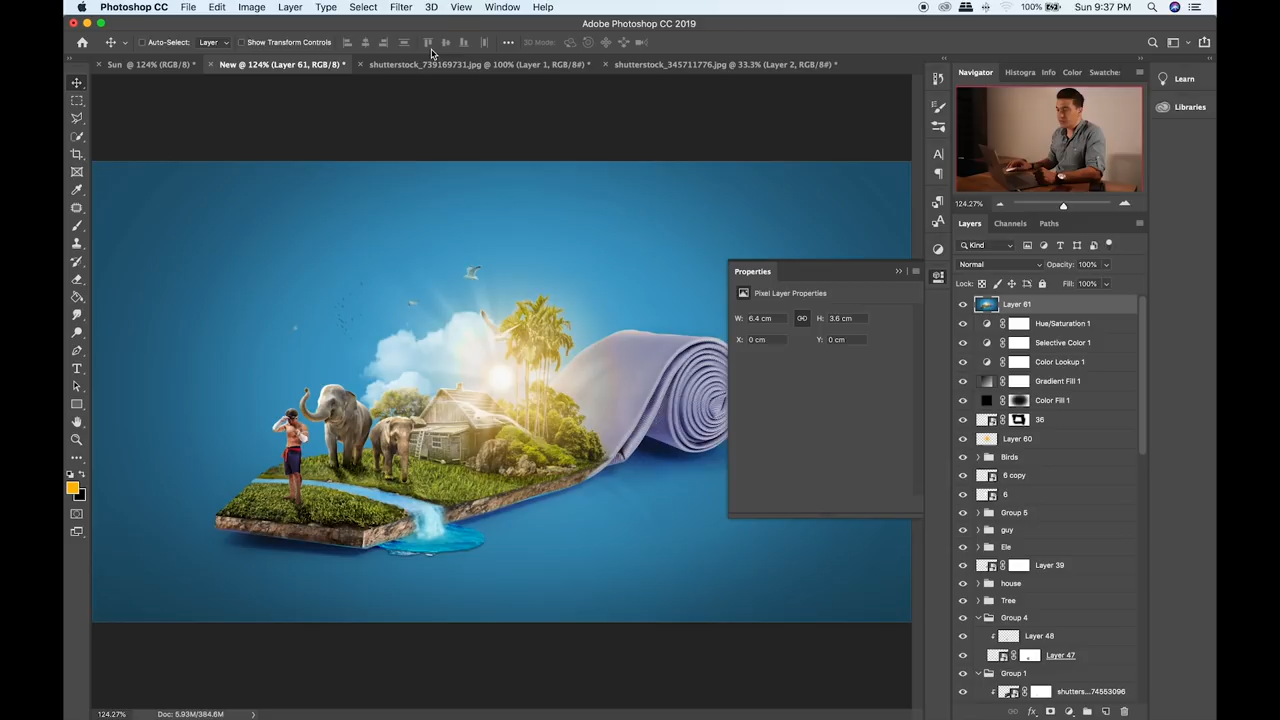 Photoshop CC File Edit Image Layer Type Select Filter 3D View Window Help 100% Sun 9:37 PM
Adobe Photoshop CC 2019
Auto-Select: Layer Show Transform Controls 3D Mode:
Sun @ 124% (RGB/8) * New @ 124% (Layer 61, RGB/8) * shutterstock_739169731.jpg @ 100% (Layer 1, RGB/8#) * shutterstock_345711776.jpg @ 33.3% (Layer 2, RGB/8#) *
Navigator Histogra Info Color Swatche
Learn
Libraries
124.27%
Layers Channels Paths
Kind
Normal Opacity: 100%
Lock: Fill: 100%
Properties
Pixel Layer Properties
W: 6.4 cm H: 3.6 cm
X: 0 cm Y: 0 cm
Layer 61
Hue/Saturation 1
Selective Color 1
Color Lookup 1
Gradient Fill 1
Color Fill 1
36
Layer 60
Birds
6 copy
6
Group 5
guy
Ele
Layer 39
house
Tree
Group 4
Layer 48
Layer 47
Group 1
shutters...74553096
fx
124.27% Doc: 5.93M/384.6M